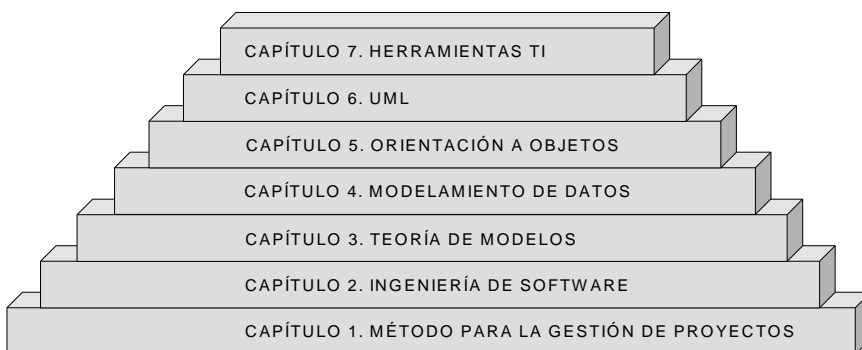 CAPÍTULO 7. HERRAMIENTAS TI
CAPÍTULO 6. UML
CAPÍTULO 5. ORIENTACIÓN A OBJETOS
CAPÍTULO 4. MODELAMIENTO DE DATOS
CAPÍTULO 3. TEORÍA DE MODELOS
CAPÍTULO 2. INGENIERÍA DE SOFTWARE
CAPÍTULO 1. MÉTODO PARA LA GESTIÓN DE PROYECTOS